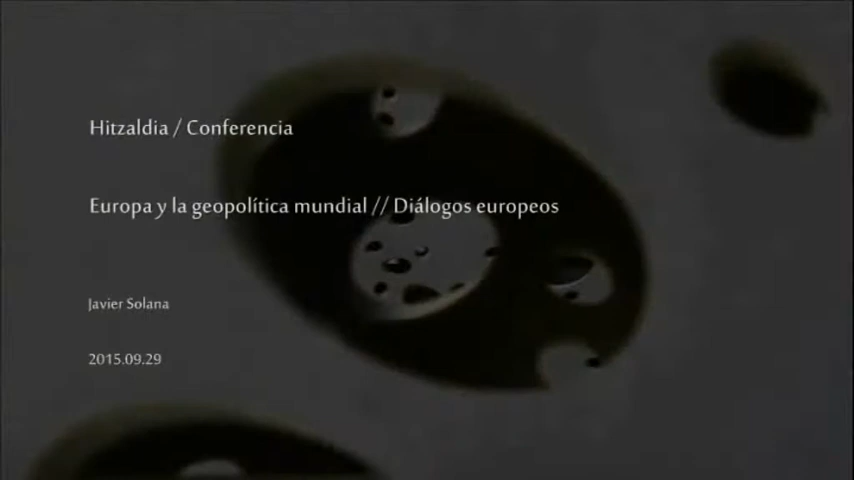 Hitzaldia / Conferencia
Europa y la geopolítica mundial // Diálogos europeos
Javier Solana
2015.09.29